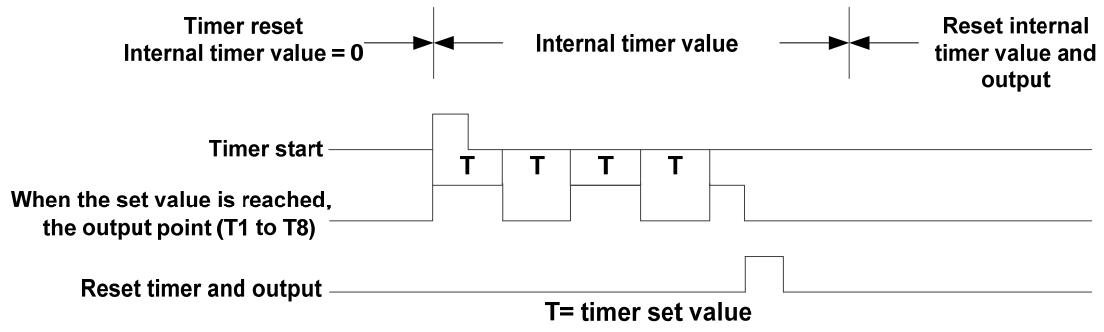 Timer reset
Internal timer value = 0
Internal timer value
Reset internal
timer value and
output
Timer start
T T T T
When the set value is reached,
the output point (T1 to T8)
Reset timer and output
T= timer set value